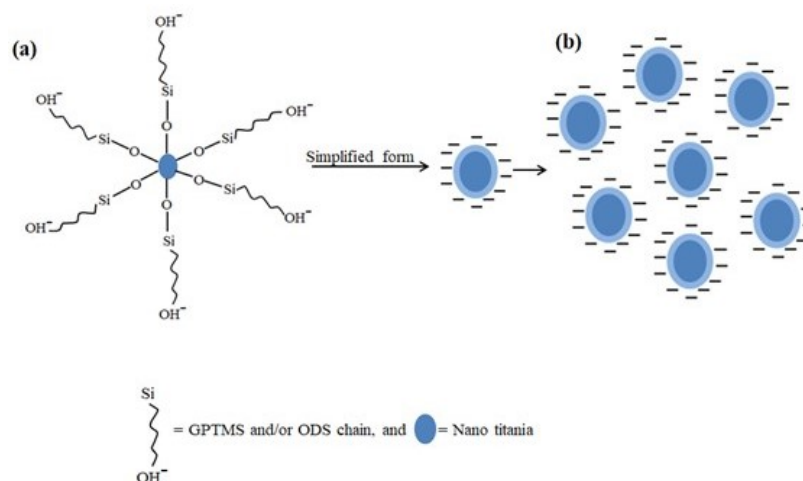 (a)
(b)
OH⁻
Si
O
OH⁻
Si
O
OH⁻
Si
O
OH⁻
Si
O
OH⁻
Si
O
OH⁻
Si
O
Simplified form
Si
= GPTMS and/or ODS chain, and = Nano titania
OH⁻